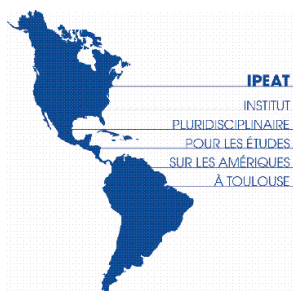 IPEAT
INSTITUT
PLURIDISCIPLINAIRE
POUR LES ÉTUDES
SUR LES AMÉRIQUES
À TOULOUSE